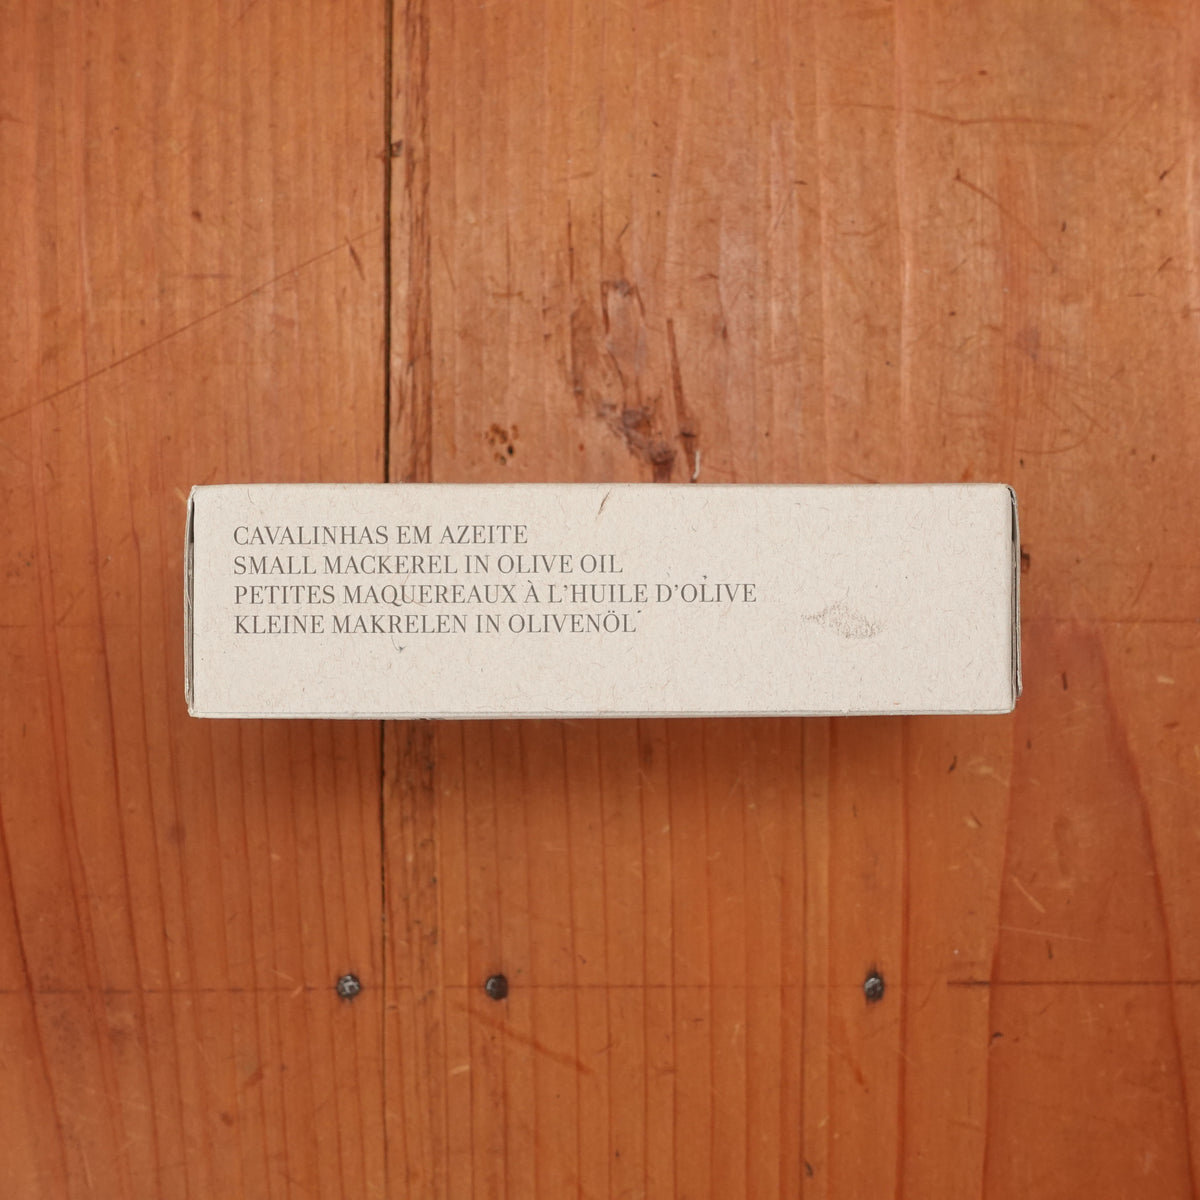 CAVALINHAS EM AZEITE
SMALL MACKEREL IN OLIVE OIL
PETITES MAQUEREAUX À L'HUILE D'OLIVE
KLEINE MAKRELEN IN OLIVENÖL